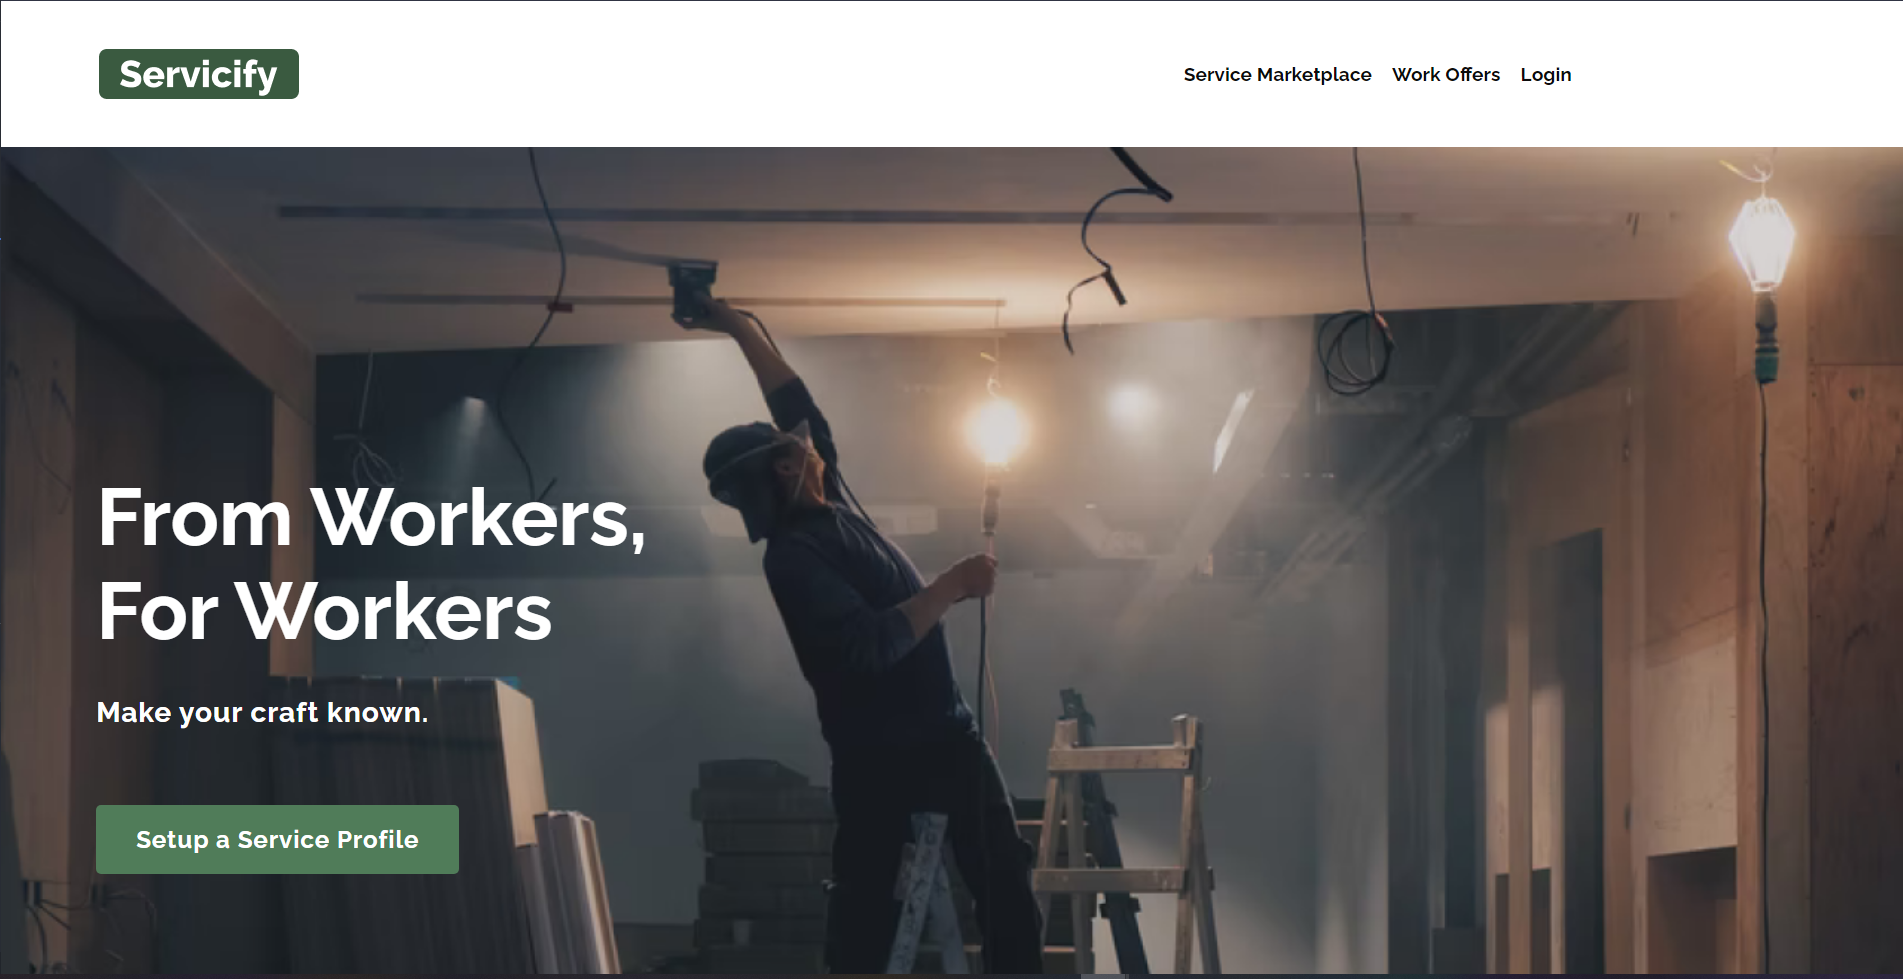 Servicify
Service Marketplace Work Offers Login
From Workers,
For Workers
Make your craft known.
Setup a Service Profile